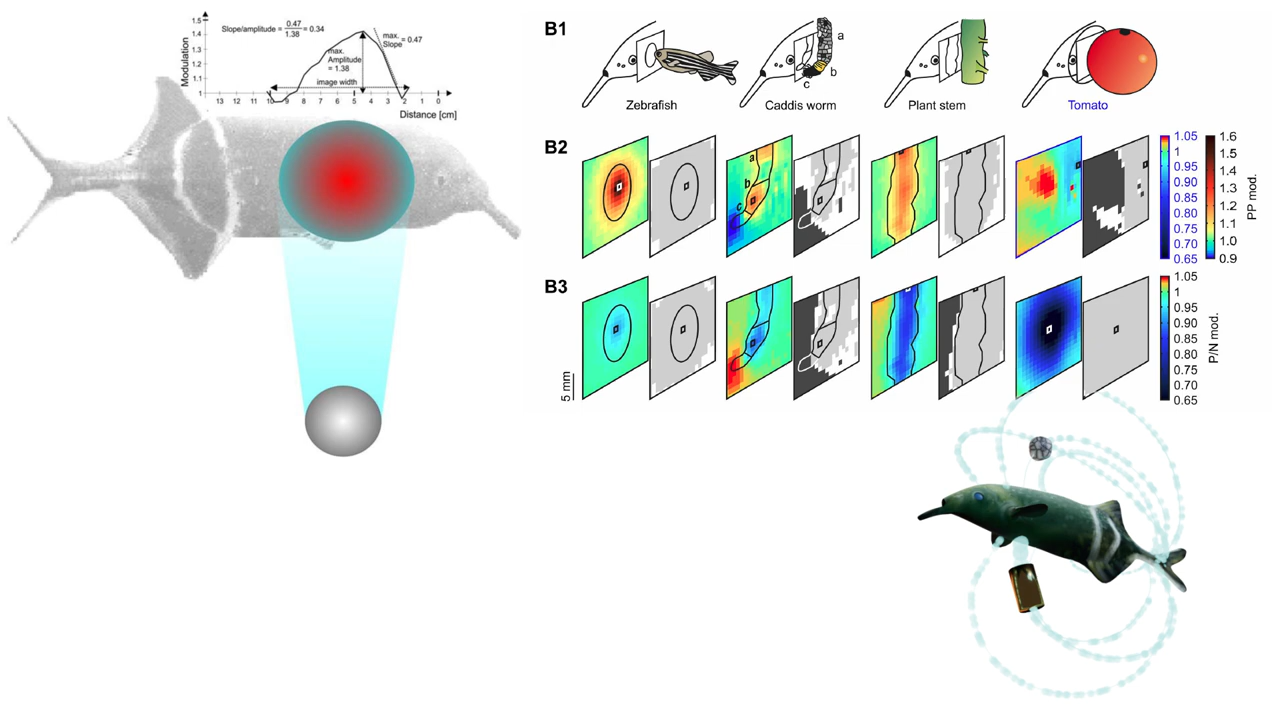 1.5
1.4
1.3
1.2
1.1
1
Modulation
Slope/amplitude = 0.47 / 1.38 = 0.34
max. Slope = 0.47
max.
Amplitude
= 1.38
image width
13 12 11 10 9 8 7 6 5 4 3 2 1 0
Distance [cm]
B1
a
b
c
Zebrafish
Caddis worm
Plant stem
Tomato
B2
a
b
c
1.05
1
0.95
0.90
0.85
0.80
0.75
0.70
0.65
1.6
1.5
1.4
1.3
1.2
1.1
1.0
0.9
PP mod.
B3
1.05
1
0.95
0.90
0.85
0.80
0.75
0.70
0.65
P/N mod.
5 mm